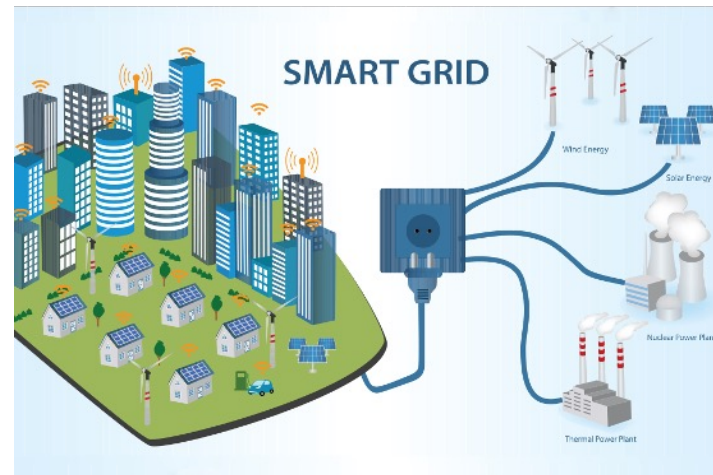 SMART GRID
Wind Energy
Solar Energy
Nuclear Power Plan
Thermal Power Plant